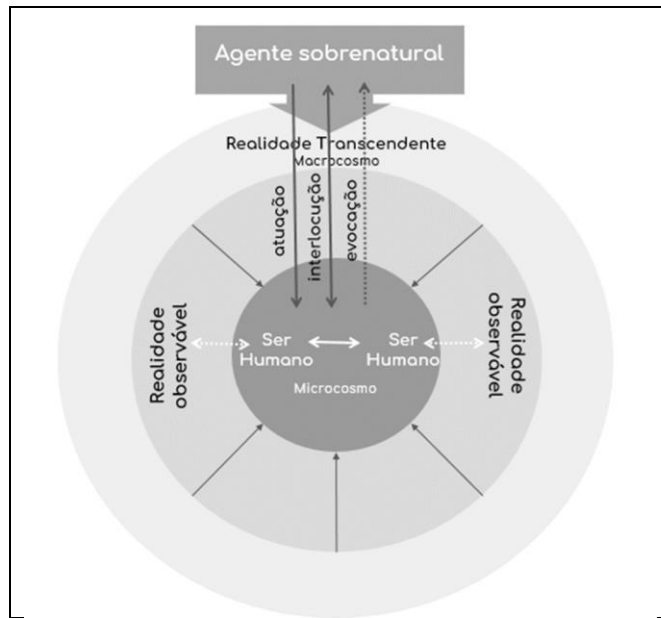 Agente sobrenatural
Realidade Transcendente
Macrocosmo
atuação
interlocução
evocação
Realidade
observável
Ser
Humano
Ser
Humano
Realidade
observável
Microcosmo